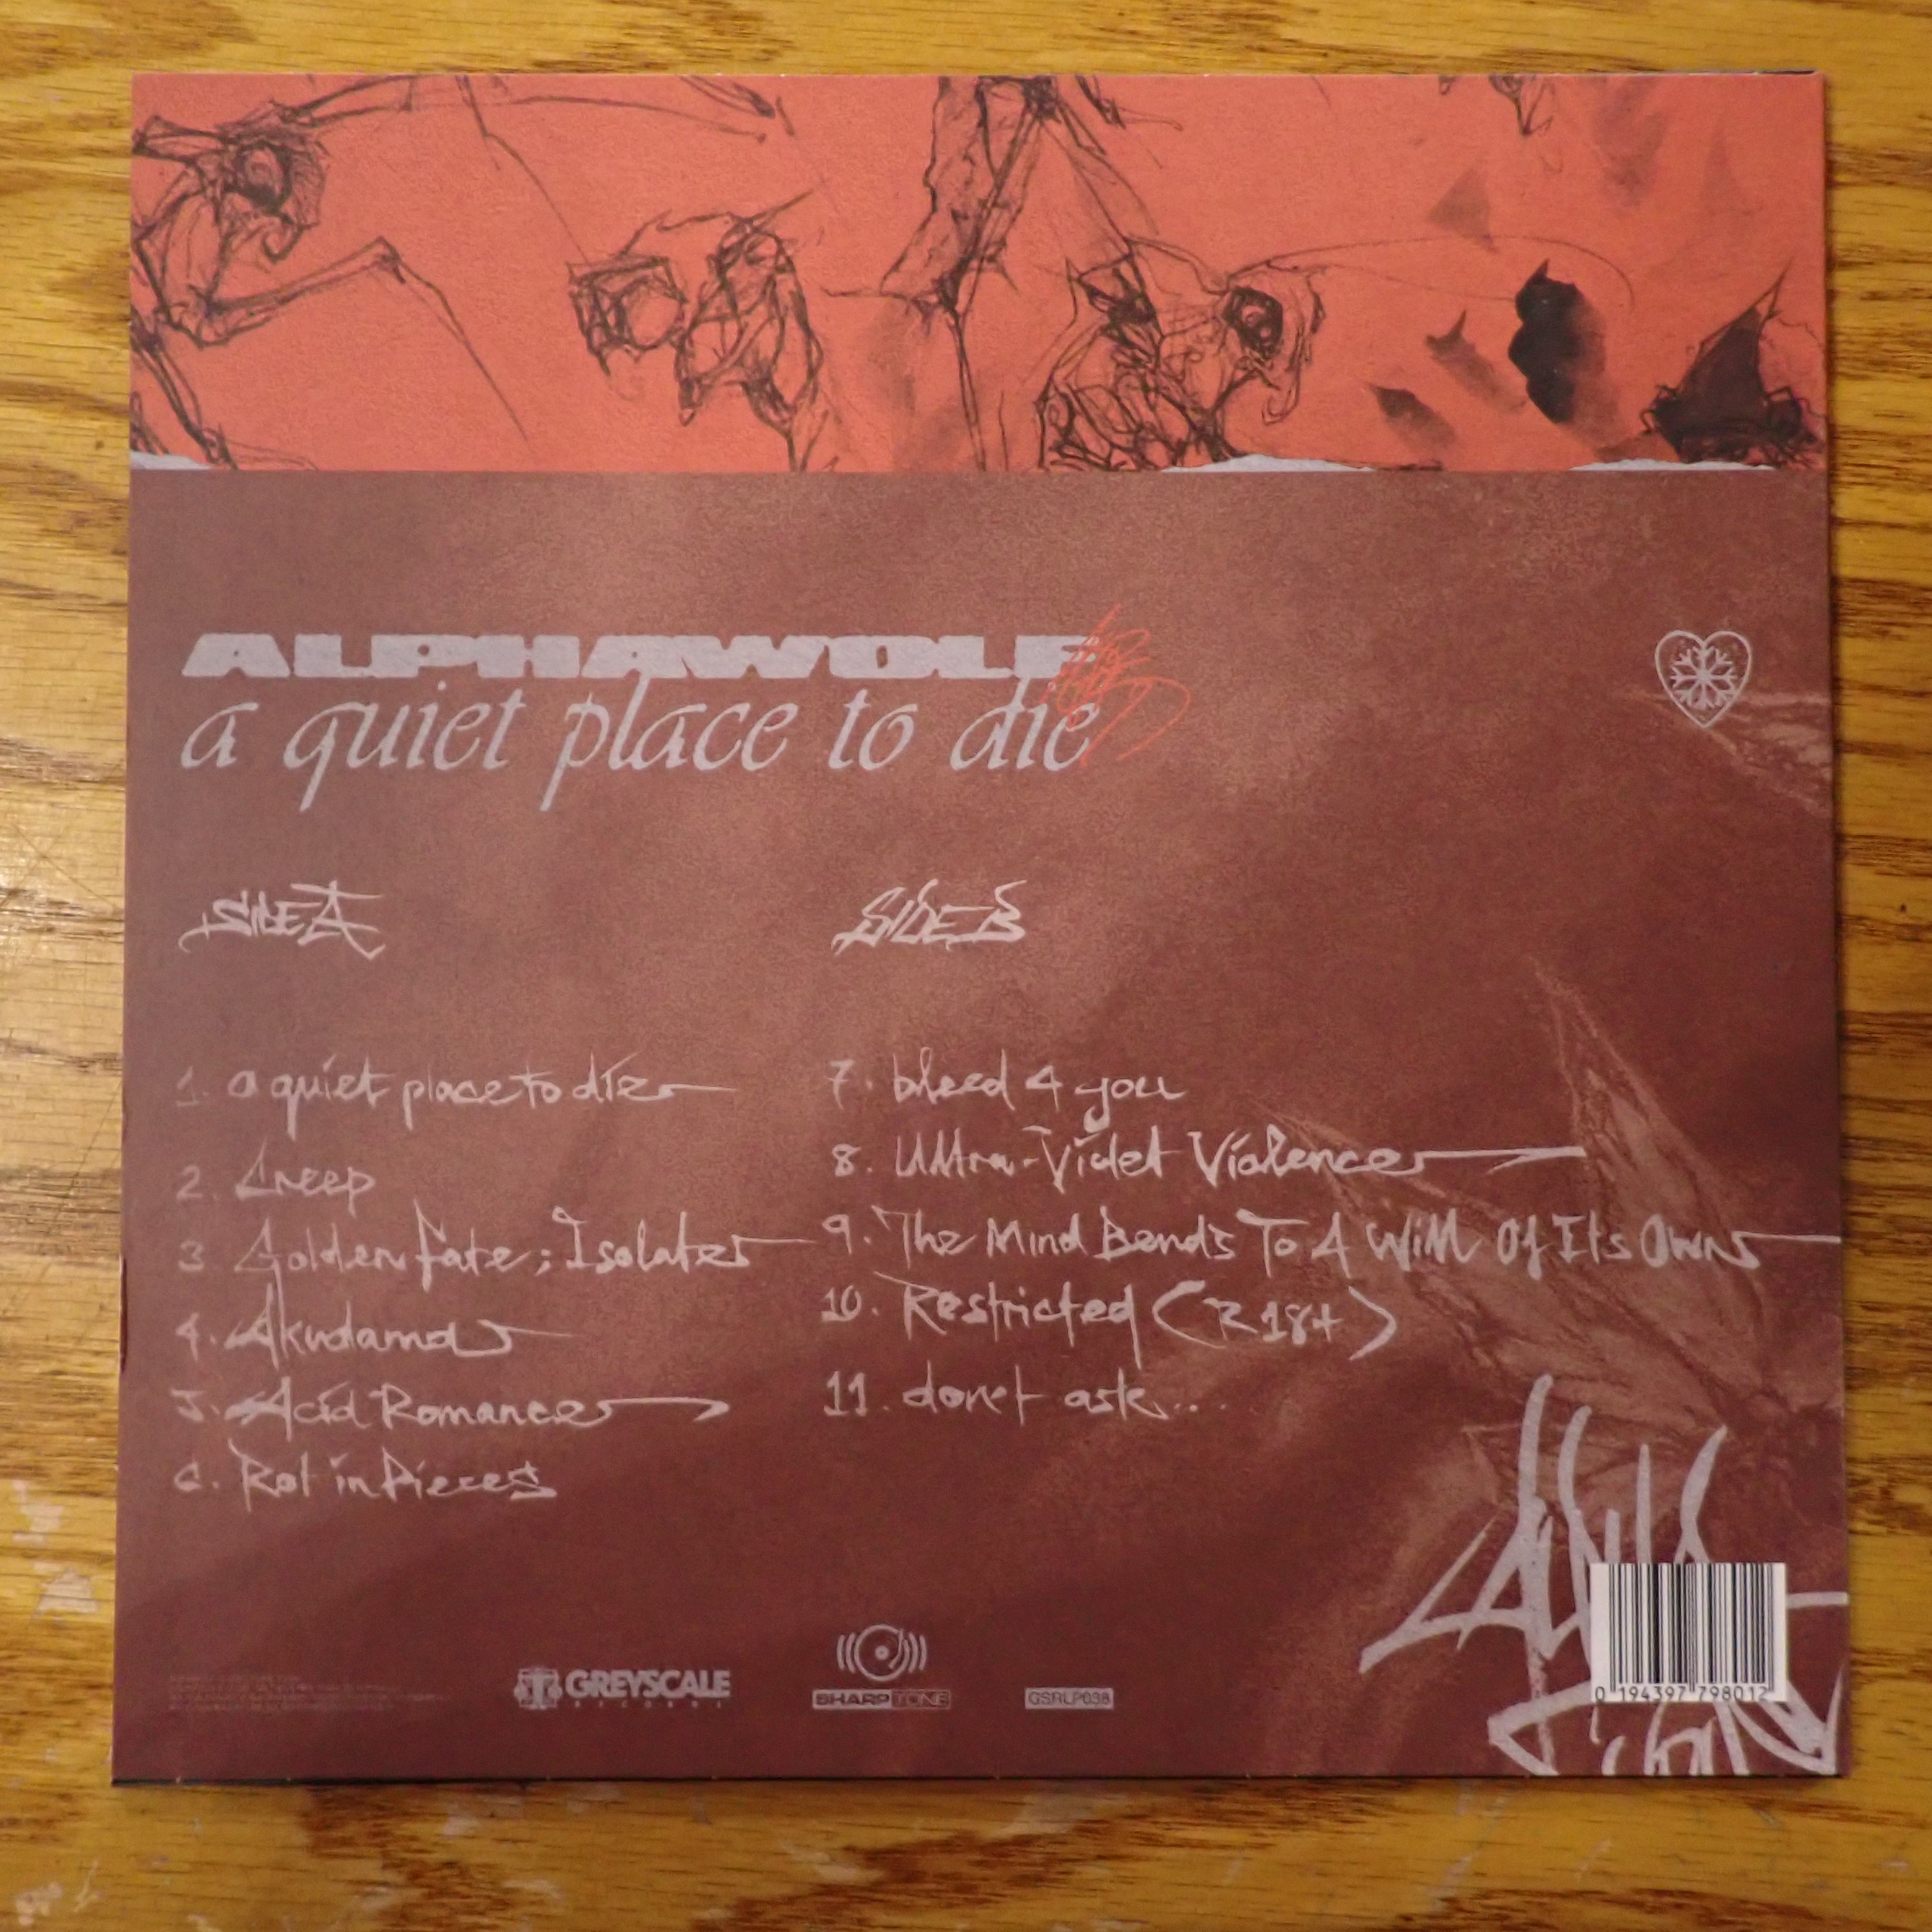 ALPHAWOLF
a quiet place to die
SIDE A
1. a quiet place to die
2. Creep
3. Golden Fate; Isolate
4. Akudama
5. Acid Romance
6. Rot in Pieces
SIDE B
7. bleed 4 you
8. Ultra-Violet Violence
9. The Mind Bends To A Will Of Its Own
10. Restricted (R18+)
11. don't ask...
GREYSCALE
RECORDS
SHARPTONE
GSRLP038
0 194397 798012